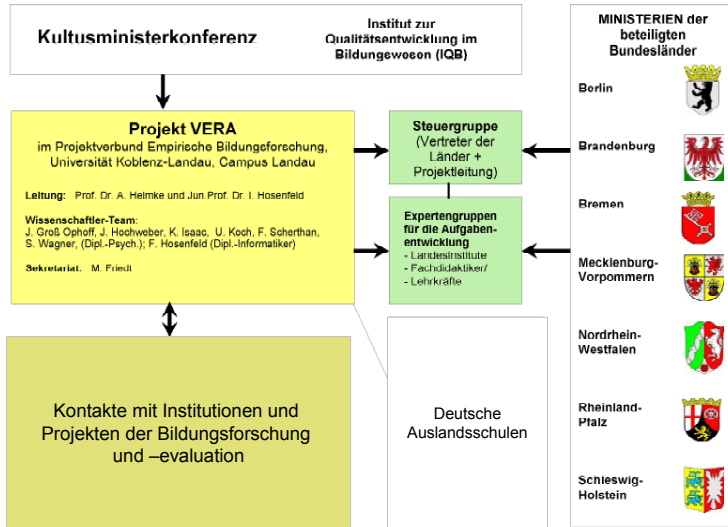 Kultusministerkonferenz
Institut zur
Qualitätsentwicklung im
Bildungswesen (IQB)
Projekt VERA
im Projektverbund Empirische Bildungsforschung,
Universität Koblenz-Landau, Campus Landau
Leitung: Prof. Dr. A. Helmke und Jun.Prof. Dr. I. Hosenfeld
Wissenschaftler-Team:
J. Groß Ophoff, J. Hochweber, K. Isaac, U. Koch, F. Scherthan,
S. Wagner, (Dipl.-Psych.); F. Hosenfeld (Dipl.-Informatiker)
Sekretariat: M. Friedt
Steuergruppe
(Vertreter der
Länder +
Projektleitung)
Expertengruppen
für die Aufgaben-
entwicklung
- Landesinstitute
- Fachdidaktiker/
- Lehrkräfte
Kontakte mit Institutionen und
Projekten der Bildungsforschung
und –evaluation
Deutsche
Auslandsschulen
MINISTERIEN der
beteiligten
Bundesländer
Berlin
Brandenburg
Bremen
Mecklenburg-
Vorpommern
Nordrhein-
Westfalen
Rheinland-
Pfalz
Schleswig-
Holstein